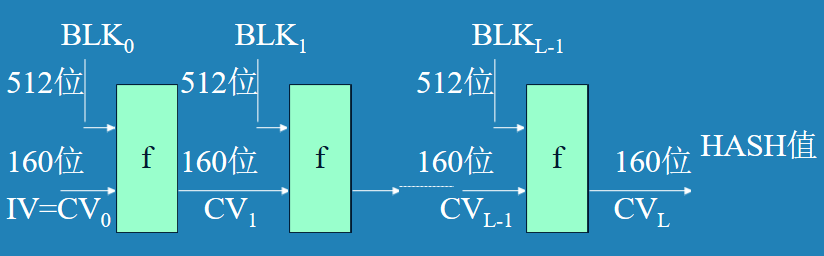 BLK0 BLK1 BLKL-1
512位 512位 512位
f f f
160位 160位 160位 160位 HASH值
IV=CV0 CV1 CVL-1 CVL